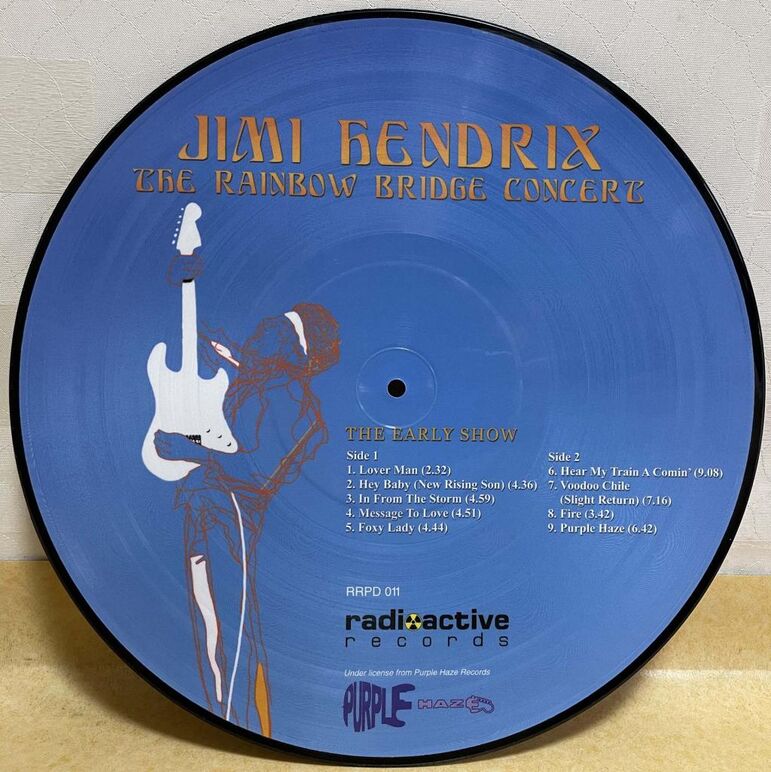 JIMI HENDRIX
THE RAINBOW BRIDGE CONCERT
THE EARLY SHOW
Side 1
1. Lover Man (2.32)
2. Hey Baby (New Rising Son) (4.36)
3. In From The Storm (4.59)
4. Message To Love (4.51)
5. Foxy Lady (4.44)
Side 2
6. Hear My Train A Comin' (9.08)
7. Voodoo Chile
(Slight Return) (7.16)
8. Fire (3.42)
9. Purple Haze (6.42)
RRPD 011
radioactive
records
Under license from Purple Haze Records
PURPLE HAZE